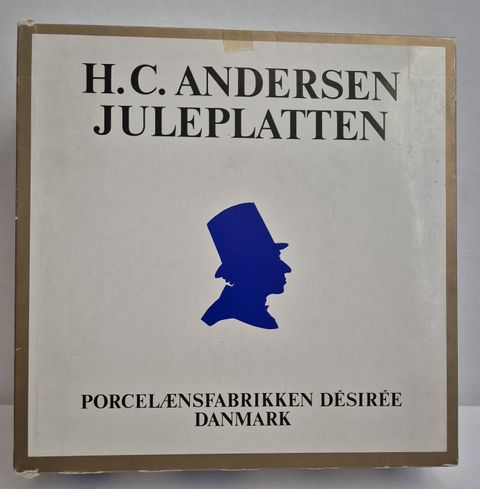 H.C. ANDERSEN
JULEPLATTEN
PORCELÆNSFABRIKKEN DÉSIRÉE
DANMARK